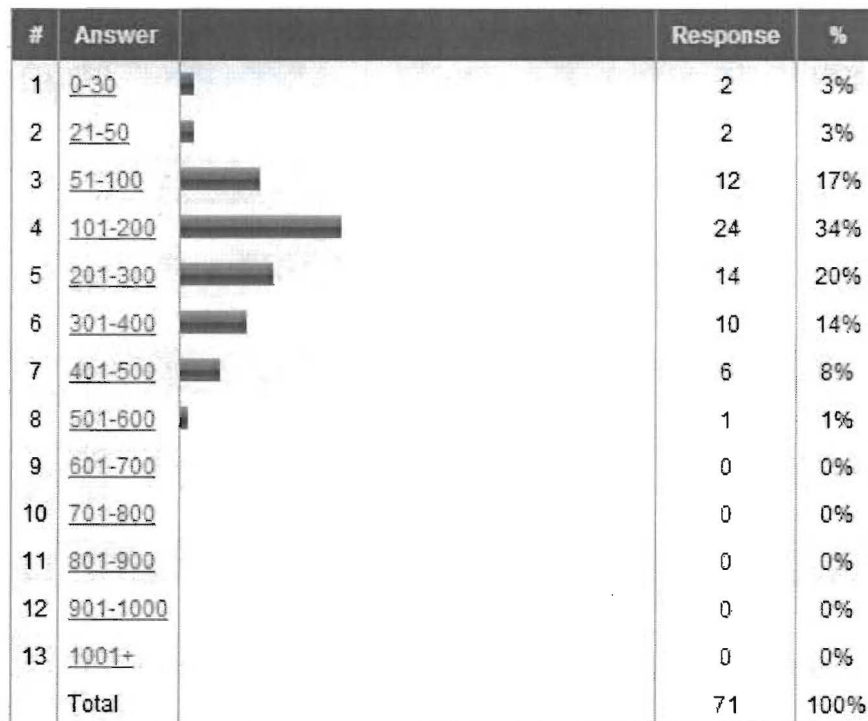 # Answer Response %
1 0-30 2 3%
2 21-50 2 3%
3 51-100 12 17%
4 101-200 24 34%
5 201-300 14 20%
6 301-400 10 14%
7 401-500 6 8%
8 501-600 1 1%
9 601-700 0 0%
10 701-800 0 0%
11 801-900 0 0%
12 901-1000 0 0%
13 1001+ 0 0%
Total 71 100%